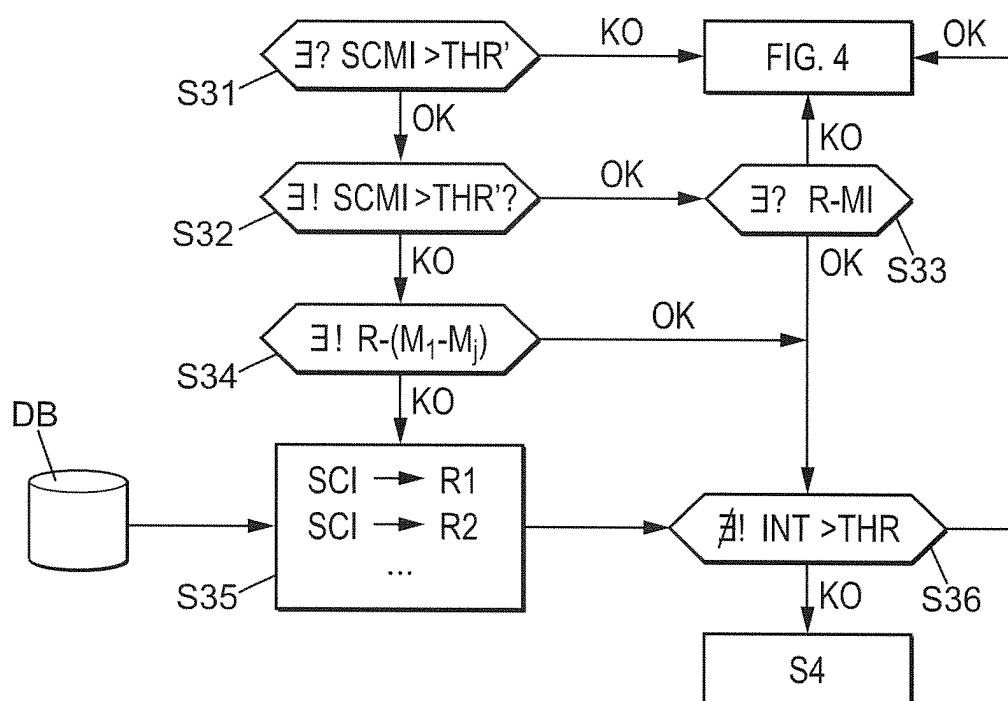 ∃? SCMI >THR'
KO
FIG. 4
OK
S31
OK
KO
∃! SCMI >THR'?
OK
∃? R-MI
S32
KO
OK
S33
∃! R-(M₁-Mⱼ)
OK
S34
KO
DB
SCI → R1
SCI → R2
...
∄! INT >THR
S35
KO
S36
S4